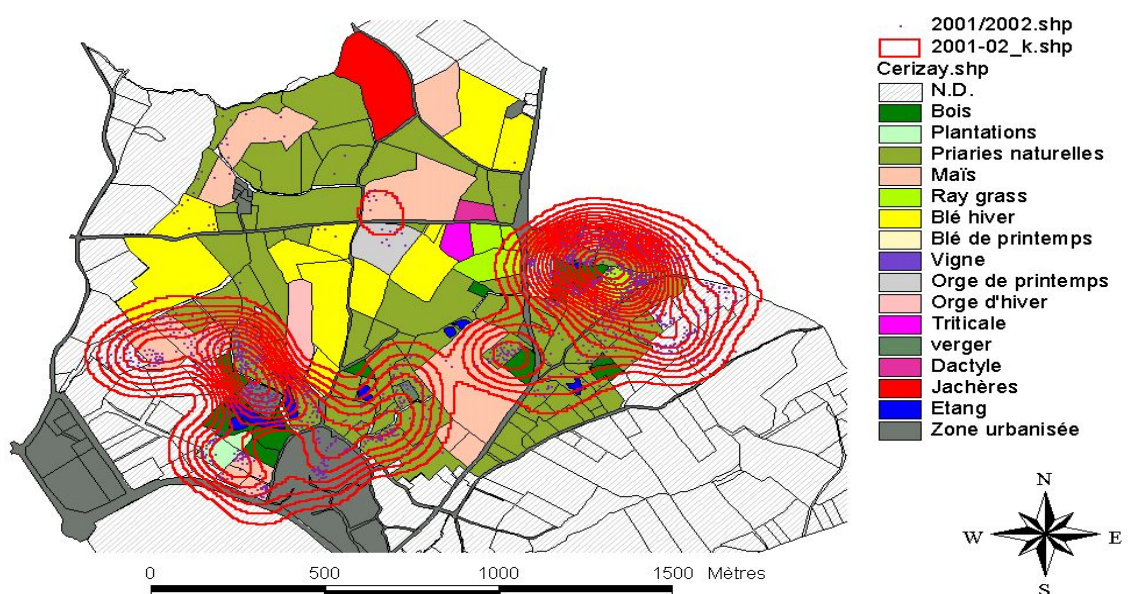 2001/2002.shp
2001-02_k.shp
Cerizay.shp
N.D.
Bois
Plantations
Priaries naturelles
Maïs
Ray grass
Blé hiver
Blé de printemps
Vigne
Orge de printemps
Orge d'hiver
Triticale
verger
Dactyle
Jachères
Etang
Zone urbanisée
N
W E
S
0 500 1000 1500 Mètres